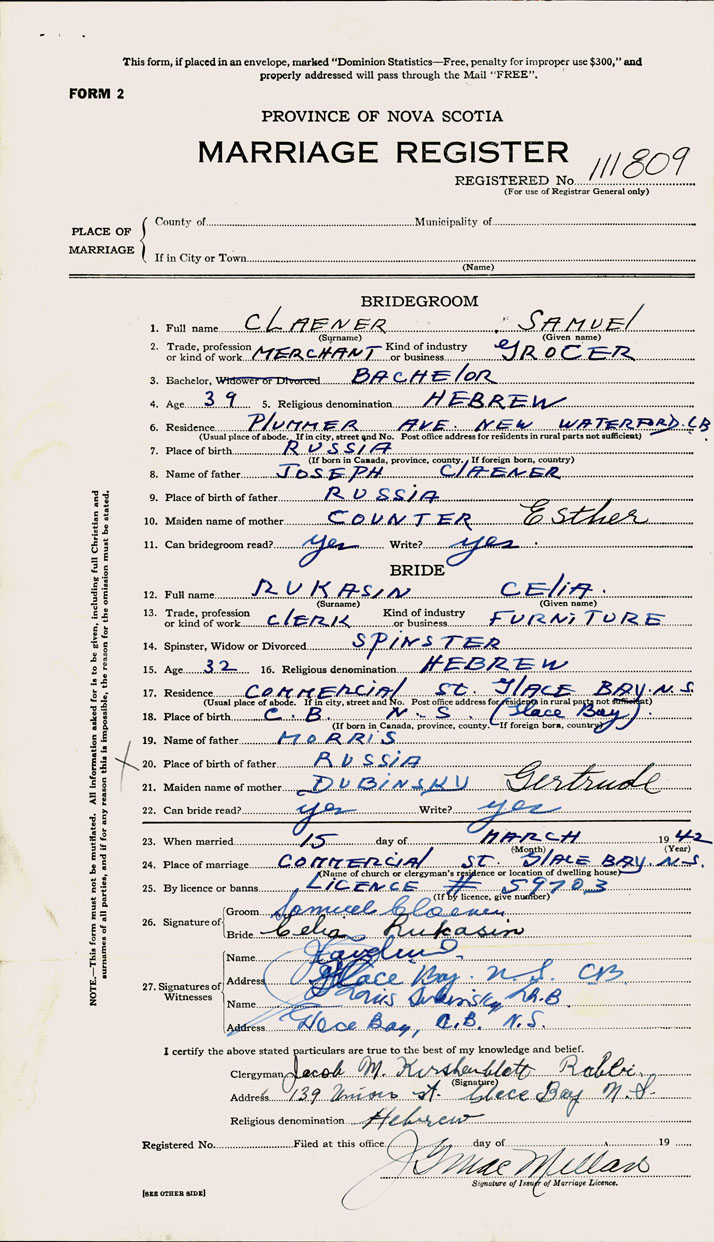 This form, if placed in an envelope, marked "Dominion Statistics—Free, penalty for improper use $300," and
properly addressed will pass through the Mail "FREE".
FORM 2
PROVINCE OF NOVA SCOTIA
MARRIAGE REGISTER
REGISTERED No. 111809
(For use of Registrar General only)
PLACE OF MARRIAGE
County of Municipality of
If in City or Town
(Name)
BRIDEGROOM
1. Full name CLAENER SAMUEL
(Surname) (Given name)
2. Trade, profession or kind of work MERCHANT Kind of industry or business GROCER
3. Bachelor, Widower or Divorced BACHELOR
4. Age 39 5. Religious denomination HEBREW
6. Residence PLUMMER AVE. NEW WATERFORD. CB
(Usual place of abode. If in city, street and No. Post office address for residents in rural parts not sufficient)
7. Place of birth RUSSIA
(If born in Canada, province, county. If foreign born, country)
8. Name of father JOSEPH CLAENER
9. Place of birth of father RUSSIA
10. Maiden name of mother COUNTER Esther
11. Can bridegroom read? yes Write? yes
BRIDE
12. Full name RUKASIN CELIA.
(Surname) (Given name)
13. Trade, profession or kind of work CLERK Kind of industry or business FURNITURE
14. Spinster, Widow or Divorced SPINSTER
15. Age 32 16. Religious denomination HEBREW
17. Residence COMMERCIAL ST. GLACE BAY. N.S.
(Usual place of abode. If in city, street and No. Post office address for residents in rural parts not sufficient)
18. Place of birth C.B. N.S. (Glace Bay).
(If born in Canada, province, county. If foreign born, country)
19. Name of father MORRIS
20. Place of birth of father RUSSIA
21. Maiden name of mother DUBINSKY Gertrude
22. Can bride read? yes Write? yes
23. When married 15 day of MARCH 1942
(Month) (Year)
24. Place of marriage COMMERCIAL ST. GLACE BAY. N.S.
(Name of church or clergyman's residence or location of dwelling house)
25. By licence or banns LICENCE # 59703
(If by licence, give number)
26. Signature of
Groom Samuel Claener
Bride Celia Rukasin
27. Signatures of Witnesses
Name
Address Glace Bay. N.S. CB
Name Dubinsky
Address Glace Bay, C.B. N.S.
I certify the above stated particulars are true to the best of my knowledge and belief.
Clergyman Jacob M. Kirshenblatt Rabbi.
(Signature)
Address 139 Union st. Glace Bay N.S.
Religious denomination Hebrew
Registered No. Filed at this office day of 19
J G MacMillan
Signature of Issuer of Marriage Licence.
[SEE OTHER SIDE]
NOTE.—This form must not be mutilated. All information asked for is to be given, including full Christian and
surnames of all parties, and if for any reason this is impossible, the reason for the omission must be stated.